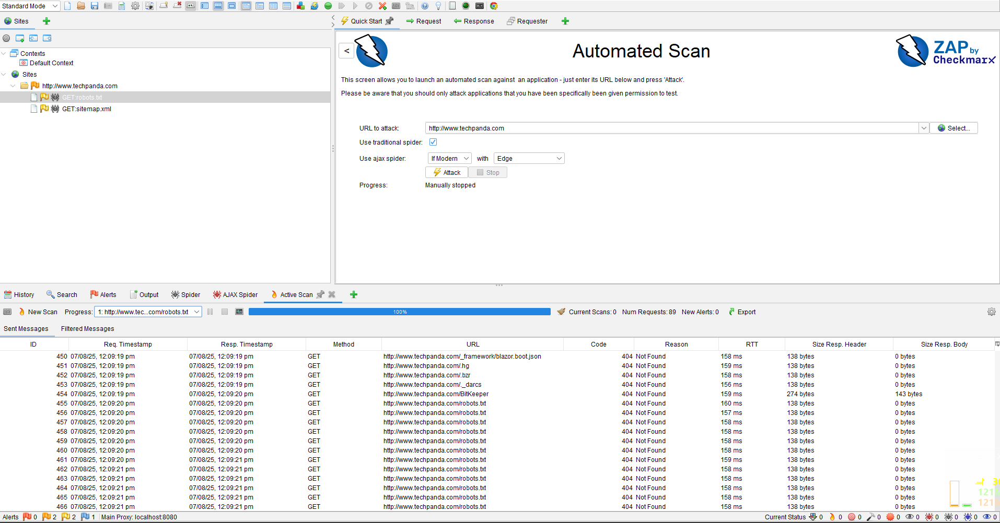 Standard Mode
Sites
Quick Start
Request
Response
Requester
Contexts
Default Context
Sites
http://www.techpanda.com
GET:robots.txt
GET:sitemap.xml
<
Automated Scan
ZAP by
Checkmarx
This screen allows you to launch an automated scan against  an application - just enter its URL below and press 'Attack'.
Please be aware that you should only attack applications that you have been specifically been given permission to test.
URL to attack: http://www.techpanda.com Select...
Use traditional spider:
Use ajax spider: If Modern with Edge
Attack Stop
Progress: Manually stopped
History Search Alerts Output Spider AJAX Spider Active Scan
New Scan Progress: 1: http://www.tec...com/robots.txt 100% Current Scans: 0 Num Requests: 89 New Alerts: 0 Export
Sent Messages Filtered Messages
ID Req. Timestamp Resp. Timestamp Method URL Code Reason RTT Size Resp. Header Size Resp. Body
450 07/08/25, 12:09:19 pm 07/08/25, 12:09:19 pm GET http://www.techpanda.com/_framework/blazor.boot.json 404 Not Found 158 ms 138 bytes 0 bytes
451 07/08/25, 12:09:19 pm 07/08/25, 12:09:19 pm GET http://www.techpanda.com/.hg 404 Not Found 159 ms 138 bytes 0 bytes
452 07/08/25, 12:09:19 pm 07/08/25, 12:09:19 pm GET http://www.techpanda.com/.bzr 404 Not Found 158 ms 138 bytes 0 bytes
453 07/08/25, 12:09:19 pm 07/08/25, 12:09:19 pm GET http://www.techpanda.com/._darcs 404 Not Found 156 ms 138 bytes 0 bytes
454 07/08/25, 12:09:19 pm 07/08/25, 12:09:20 pm GET http://www.techpanda.com/BitKeeper 404 Not Found 159 ms 274 bytes 143 bytes
455 07/08/25, 12:09:20 pm 07/08/25, 12:09:20 pm GET http://www.techpanda.com/robots.txt 404 Not Found 160 ms 138 bytes 0 bytes
456 07/08/25, 12:09:20 pm 07/08/25, 12:09:20 pm GET http://www.techpanda.com/robots.txt 404 Not Found 157 ms 138 bytes 0 bytes
457 07/08/25, 12:09:20 pm 07/08/25, 12:09:20 pm GET http://www.techpanda.com/robots.txt 404 Not Found 158 ms 138 bytes 0 bytes
458 07/08/25, 12:09:20 pm 07/08/25, 12:09:20 pm GET http://www.techpanda.com/robots.txt 404 Not Found 158 ms 138 bytes 0 bytes
459 07/08/25, 12:09:20 pm 07/08/25, 12:09:20 pm GET http://www.techpanda.com/robots.txt 404 Not Found 158 ms 138 bytes 0 bytes
460 07/08/25, 12:09:20 pm 07/08/25, 12:09:20 pm GET http://www.techpanda.com/robots.txt 404 Not Found 158 ms 138 bytes 0 bytes
461 07/08/25, 12:09:20 pm 07/08/25, 12:09:21 pm GET http://www.techpanda.com/robots.txt 404 Not Found 159 ms 138 bytes 0 bytes
462 07/08/25, 12:09:21 pm 07/08/25, 12:09:21 pm GET http://www.techpanda.com/robots.txt 404 Not Found 158 ms 138 bytes 0 bytes
463 07/08/25, 12:09:21 pm 07/08/25, 12:09:21 pm GET http://www.techpanda.com/robots.txt 404 Not Found 158 ms 138 bytes 0 bytes
464 07/08/25, 12:09:21 pm 07/08/25, 12:09:21 pm GET http://www.techpanda.com/robots.txt 404 Not Found 158 ms 138 bytes 0 bytes
465 07/08/25, 12:09:21 pm 07/08/25, 12:09:21 pm GET http://www.techpanda.com/robots.txt 404 Not Found 158 ms 138 bytes 0 bytes
466 07/08/25, 12:09:21 pm 07/08/25, 12:09:21 pm GET http://www.techpanda.com/robots.txt 404 Not Found 158 ms 138 bytes 0 bytes
Alerts 0 2 2 1 Main Proxy: localhost:8080 Current Status 0 0 0 0 0 0 0 0 0 0